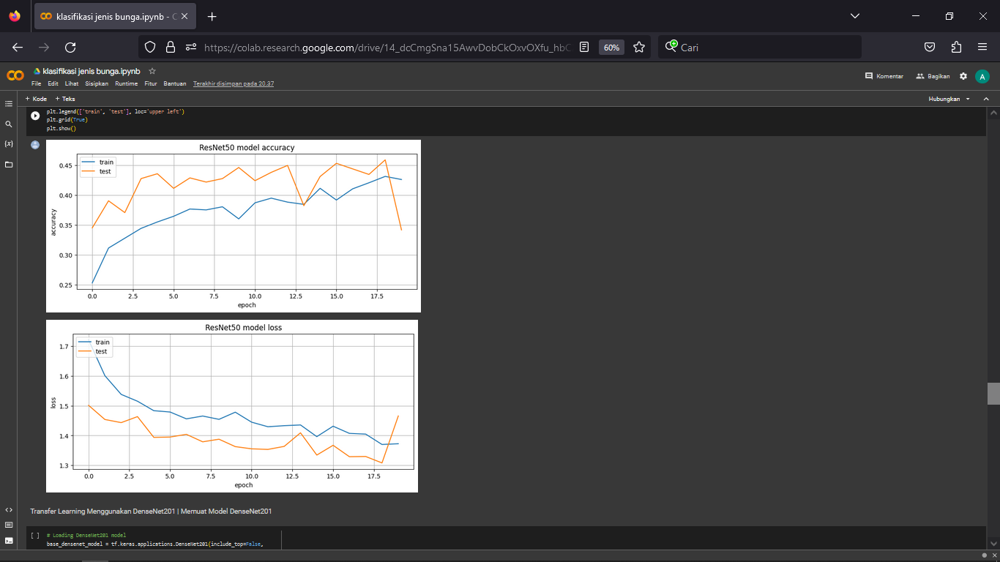 klasifikasi jenis bunga.ipynb - C
https://colab.research.google.com/drive/14_dcCmgSna15AwvDobCkOxvOXfu_hbC
60%
Cari
klasifikasi jenis bunga.ipynb
File Edit Lihat Sisipkan Runtime Fitur Bantuan Terakhir disimpan pada 20.37
Komentar Bagikan A
+ Kode + Teks
Hubungkan
plt.legend(['train', 'test'], loc='upper left')
plt.grid(True)
plt.show()
ResNet50 model accuracy
train
test
accuracy
0.45
0.40
0.35
0.30
0.25
0.0 2.5 5.0 7.5 10.0 12.5 15.0 17.5
epoch
ResNet50 model loss
train
test
loss
1.7
1.6
1.5
1.4
1.3
0.0 2.5 5.0 7.5 10.0 12.5 15.0 17.5
epoch
Transfer Learning Menggunakan DenseNet201 | Memuat Model DenseNet201
[ ] # Loading DenseNet201 model
base_densenet_model = tf.keras.applications.DenseNet201(include_top=False,